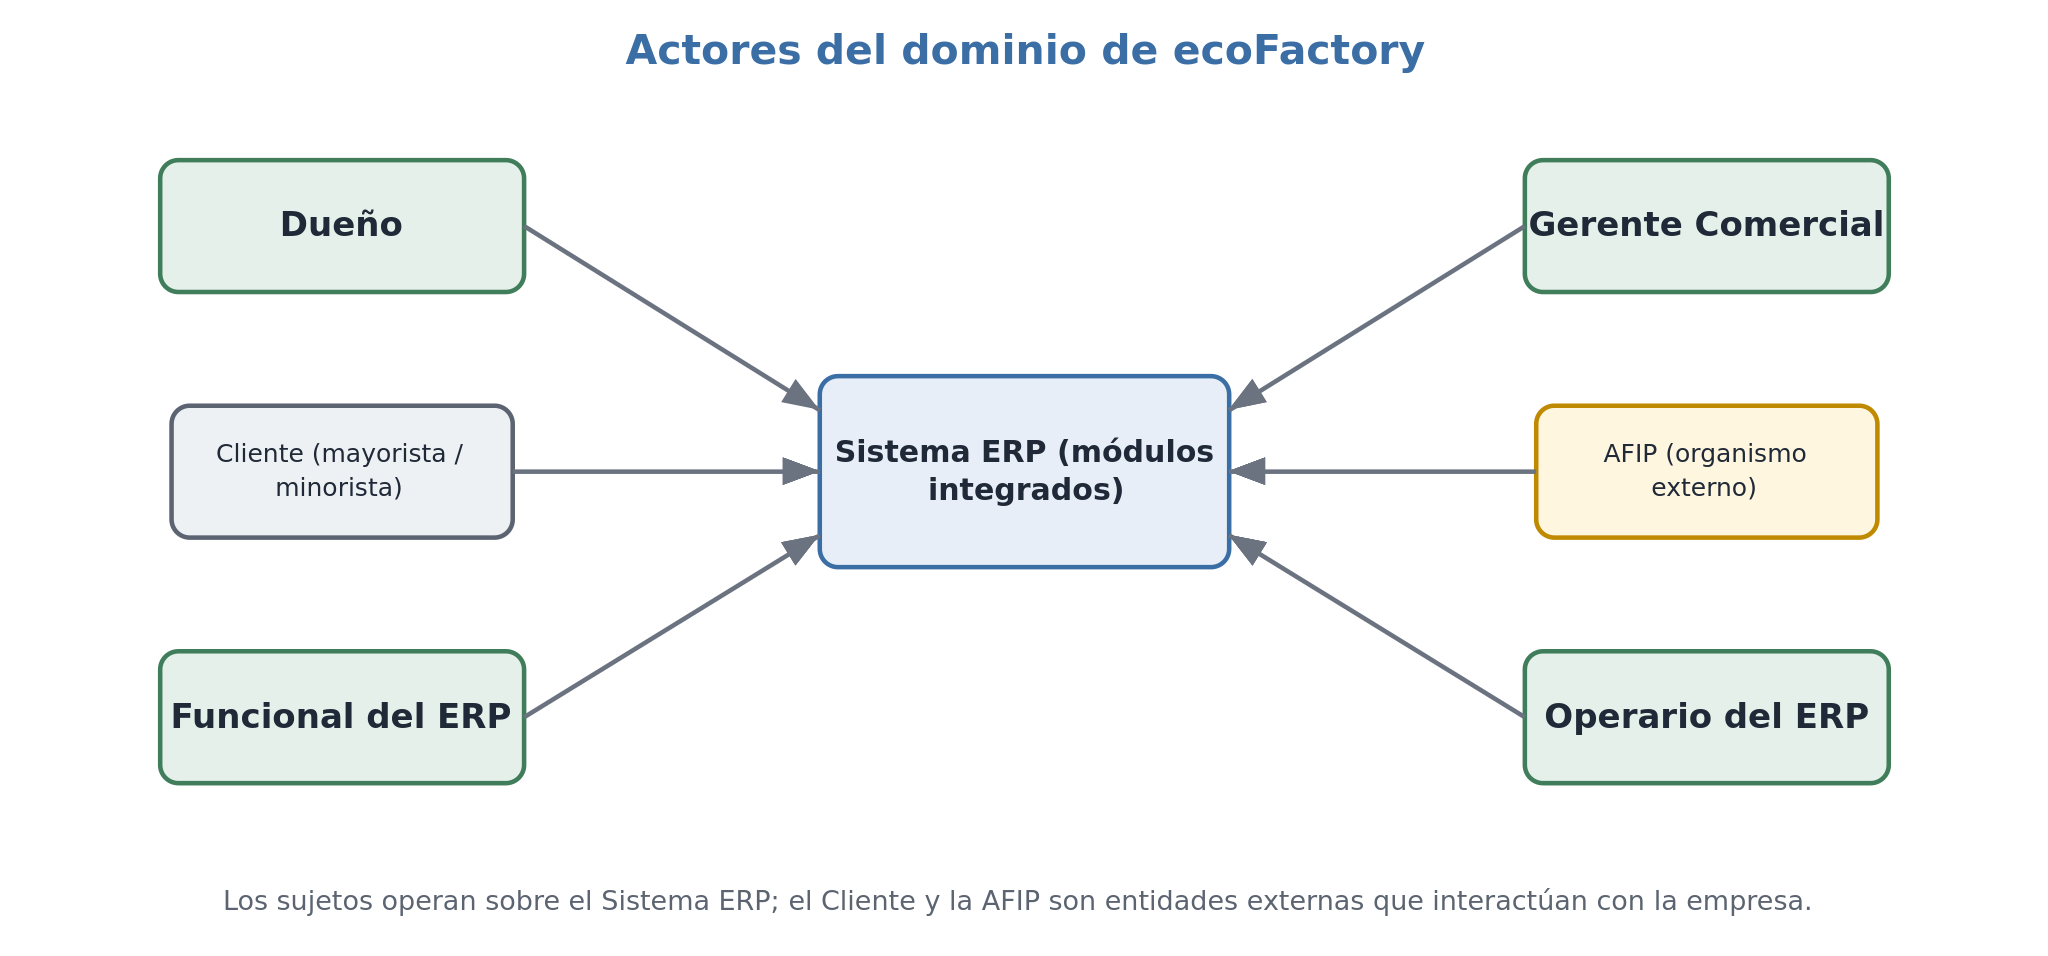 Actores del dominio de ecoFactory
Dueño
Gerente Comercial
Cliente (mayorista /
minorista)
Sistema ERP (módulos
integrados)
AFIP (organismo
externo)
Funcional del ERP
Operario del ERP
Los sujetos operan sobre el Sistema ERP; el Cliente y la AFIP son entidades externas que interactúan con la empresa.